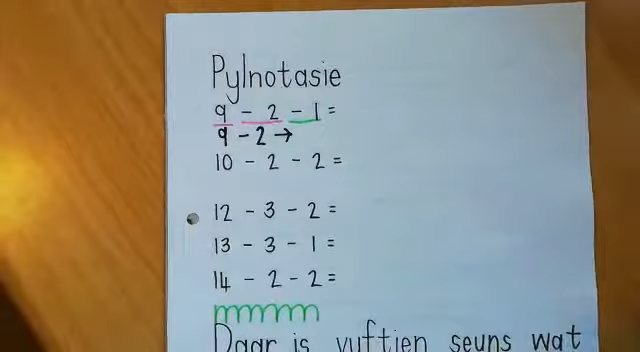 Pylnotasie
9 - 2 - 1 =
9 - 2 →
10 - 2 - 2 =
12 - 3 - 2 =
13 - 3 - 1 =
14 - 2 - 2 =
Daar is vyftien seuns wat